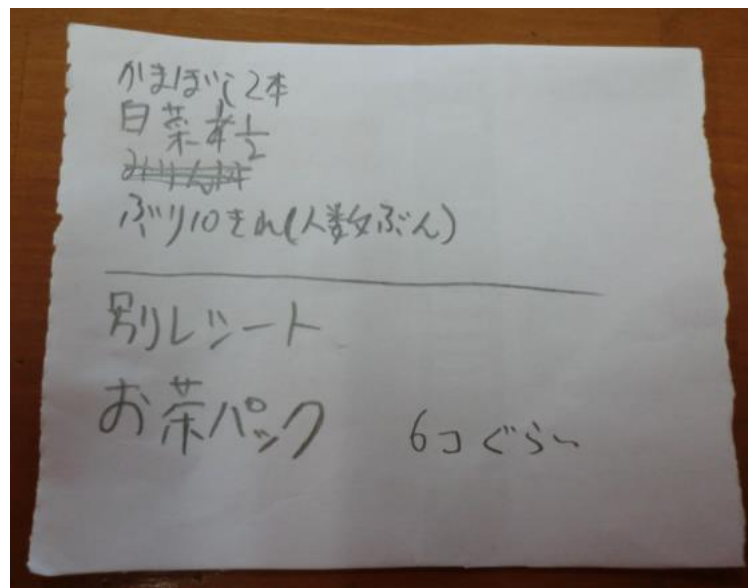 かまぼこ2本
白菜 1/2
ぶり10きれ(人数ぶん)
別レシート
お茶パック 6コぐらい